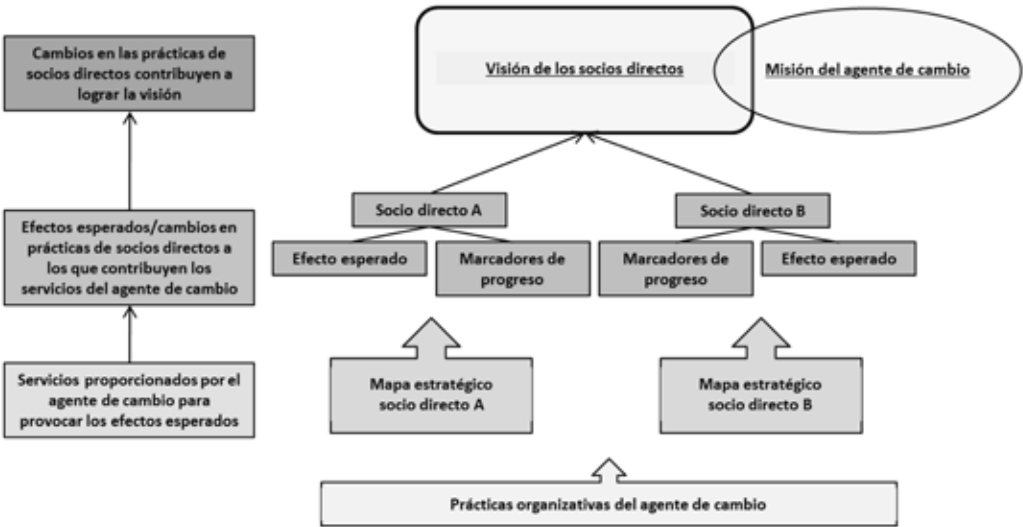 Cambios en las prácticas de
socios directos contribuyen a
lograr la visión
Efectos esperados/cambios en
prácticas de socios directos a
los que contribuyen los
servicios del agente de cambio
Servicios proporcionados por el
agente de cambio para
provocar los efectos esperados
Visión de los socios directos
Misión del agente de cambio
Socio directo A
Socio directo B
Efecto esperado
Marcadores de
progreso
Marcadores de
progreso
Efecto esperado
Mapa estratégico
socio directo A
Mapa estratégico
socio directo B
Prácticas organizativas del agente de cambio